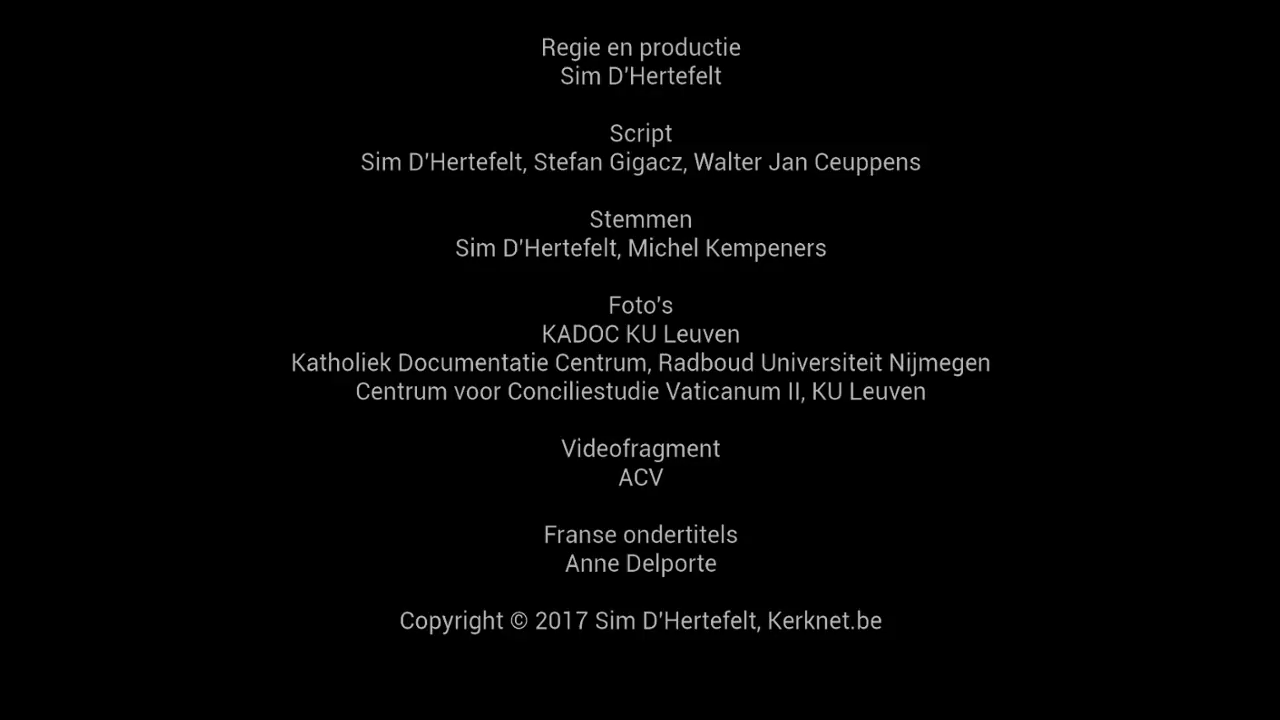 Regie en productie
Sim D'Hertefelt
Script
Sim D'Hertefelt, Stefan Gigacz, Walter Jan Ceuppens
Stemmen
Sim D'Hertefelt, Michel Kempeners
Foto's
KADOC KU Leuven
Katholiek Documentatie Centrum, Radboud Universiteit Nijmegen
Centrum voor Conciliestudie Vaticanum II, KU Leuven
Videofragment
ACV
Franse ondertitels
Anne Delporte
Copyright © 2017 Sim D'Hertefelt, Kerknet.be